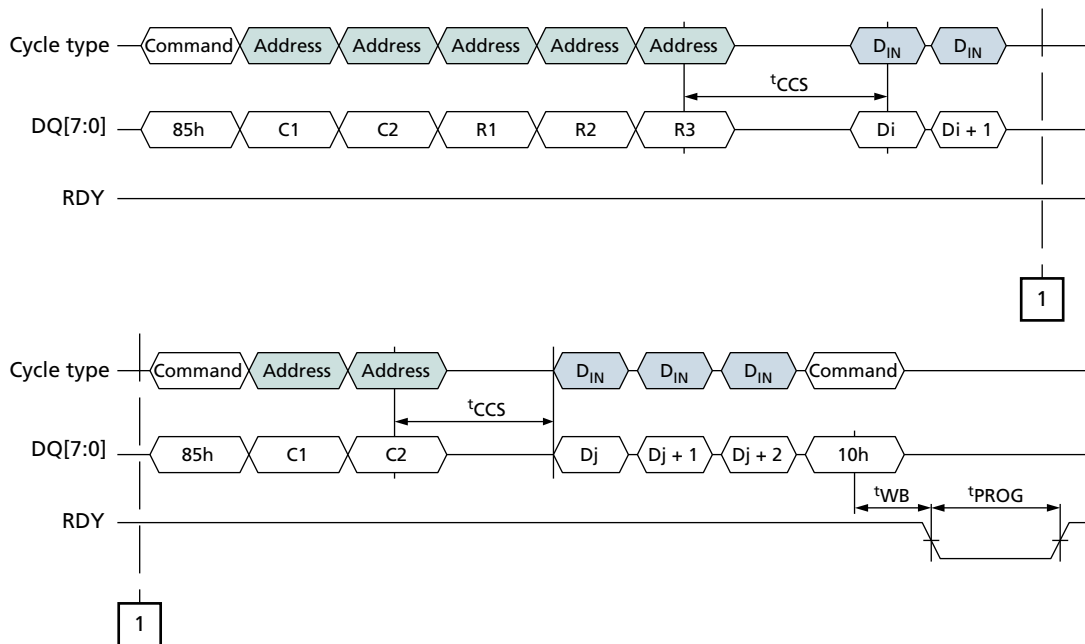 Cycle type Command Address Address Address Address Address DIN DIN
tCCS
DQ[7:0] 85h C1 C2 R1 R2 R3 Di Di + 1
RDY
1
Cycle type Command Address Address DIN DIN DIN Command
tCCS
DQ[7:0] 85h C1 C2 Dj Dj + 1 Dj + 2 10h
tWB tPROG
RDY
1